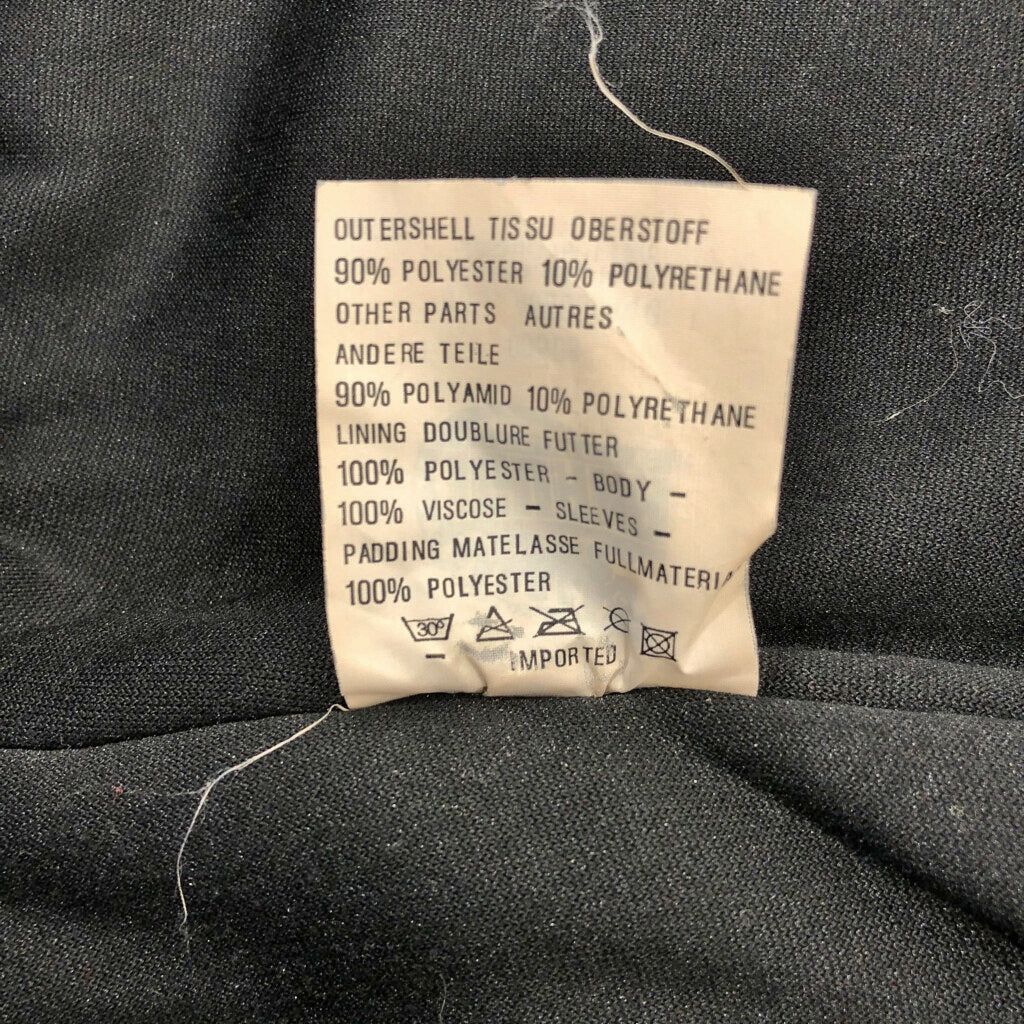 OUTERSHELL TISSU OBERSTOFF
90% POLYESTER 10% POLYRETHANE
OTHER PARTS AUTRES
ANDERE TEILE
90% POLYAMID 10% POLYRETHANE
LINING DOUBLURE FUTTER
100% POLYESTER - BODY -
100% VISCOSE - SLEEVES -
PADDING MATELASSE FULLMATERIA
100% POLYESTER
30º
IMPORTED